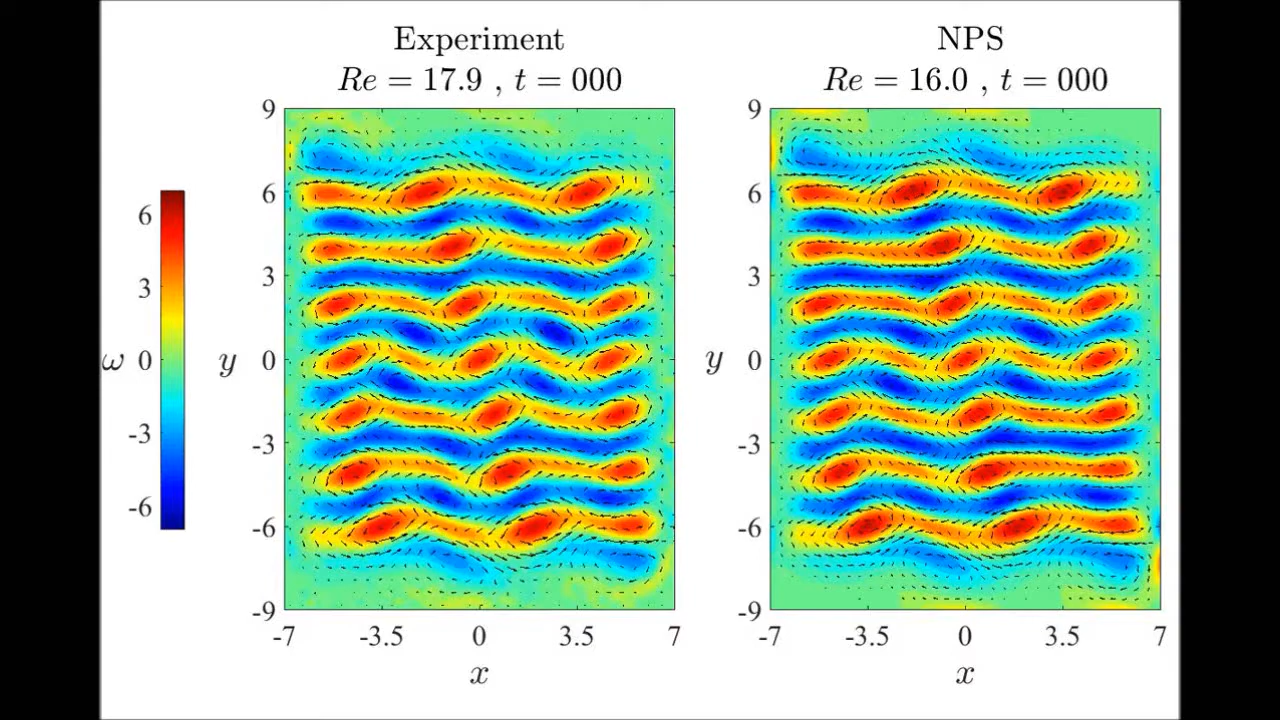 Experiment
Re = 17.9 , t = 000
NPS
Re = 16.0 , t = 000
ω
6
3
0
-3
-6
y
9
6
3
0
-3
-6
-9
-7 -3.5 0 3.5 7
x
y
9
6
3
0
-3
-6
-9
-7 -3.5 0 3.5 7
x